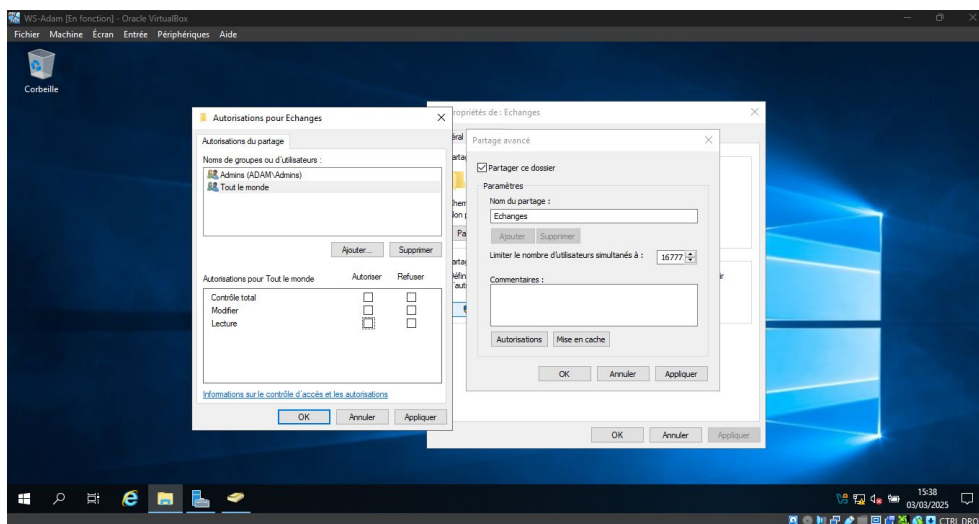 WS-Adam [En fonction] - Oracle VirtualBox
Fichier Machine Écran Entrée Périphériques Aide
Corbeille
Autorisations pour Echanges
Autorisations du partage
Noms de groupes ou d'utilisateurs :
Admins (ADAM\Admins)
Tout le monde
Ajouter... Supprimer
Autorisations pour Tout le monde Autoriser Refuser
Contrôle total
Modifier
Lecture
Informations sur le contrôle d'accès et les autorisations
OK Annuler Appliquer
ropriétés de : Echanges
Partage avancé
Partager ce dossier
Paramètres
Nom du partage :
Echanges
Ajouter Supprimer
Limiter le nombre d'utilisateurs simultanés à : 16777
Commentaires :
Autorisations Mise en cache
OK Annuler Appliquer
OK Annuler Appliquer
15:38
03/03/2025
CTRL DRO